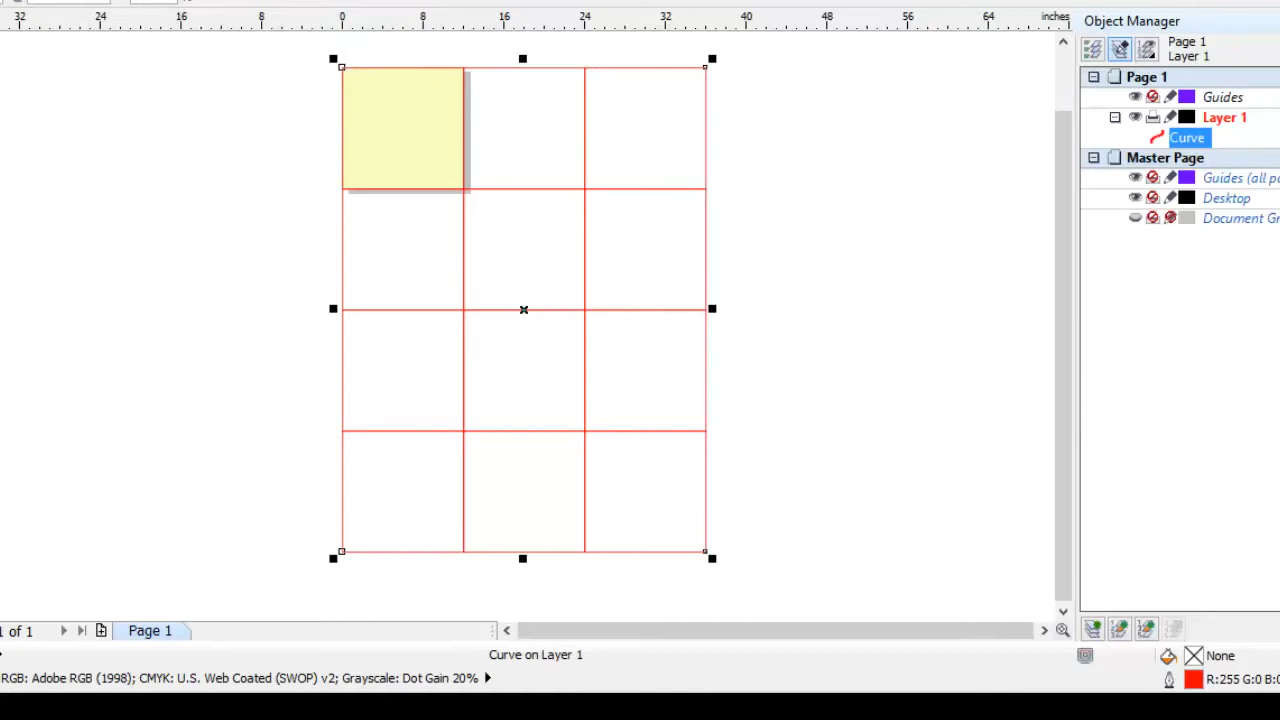 32 24 16 8 0 8 16 24 32 40 48 56 64 inches
Object Manager
Page 1
Layer 1
Page 1
Guides
Layer 1
Curve
Master Page
Guides (all pa
Desktop
Document Gr
1 of 1 Page 1
Curve on Layer 1
None
RGB: Adobe RGB (1998); CMYK: U.S. Web Coated (SWOP) v2; Grayscale: Dot Gain 20%
R:255 G:0 B:0